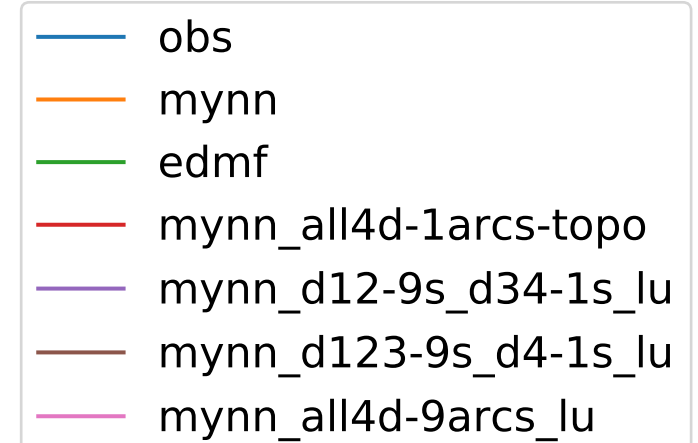 obs
mynn
edmf
mynn_all4d-1arcs-topo
mynn_d12-9s_d34-1s_lu
mynn_d123-9s_d4-1s_lu
mynn_all4d-9arcs_lu